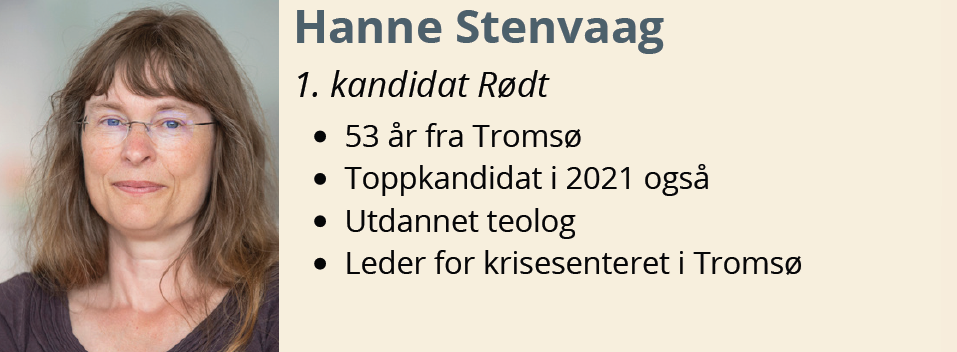 Hanne Stenvaag
1. kandidat Rødt
• 53 år fra Tromsø
• Toppkandidat i 2021 også
• Utdannet teolog
• Leder for krisesenteret i Tromsø